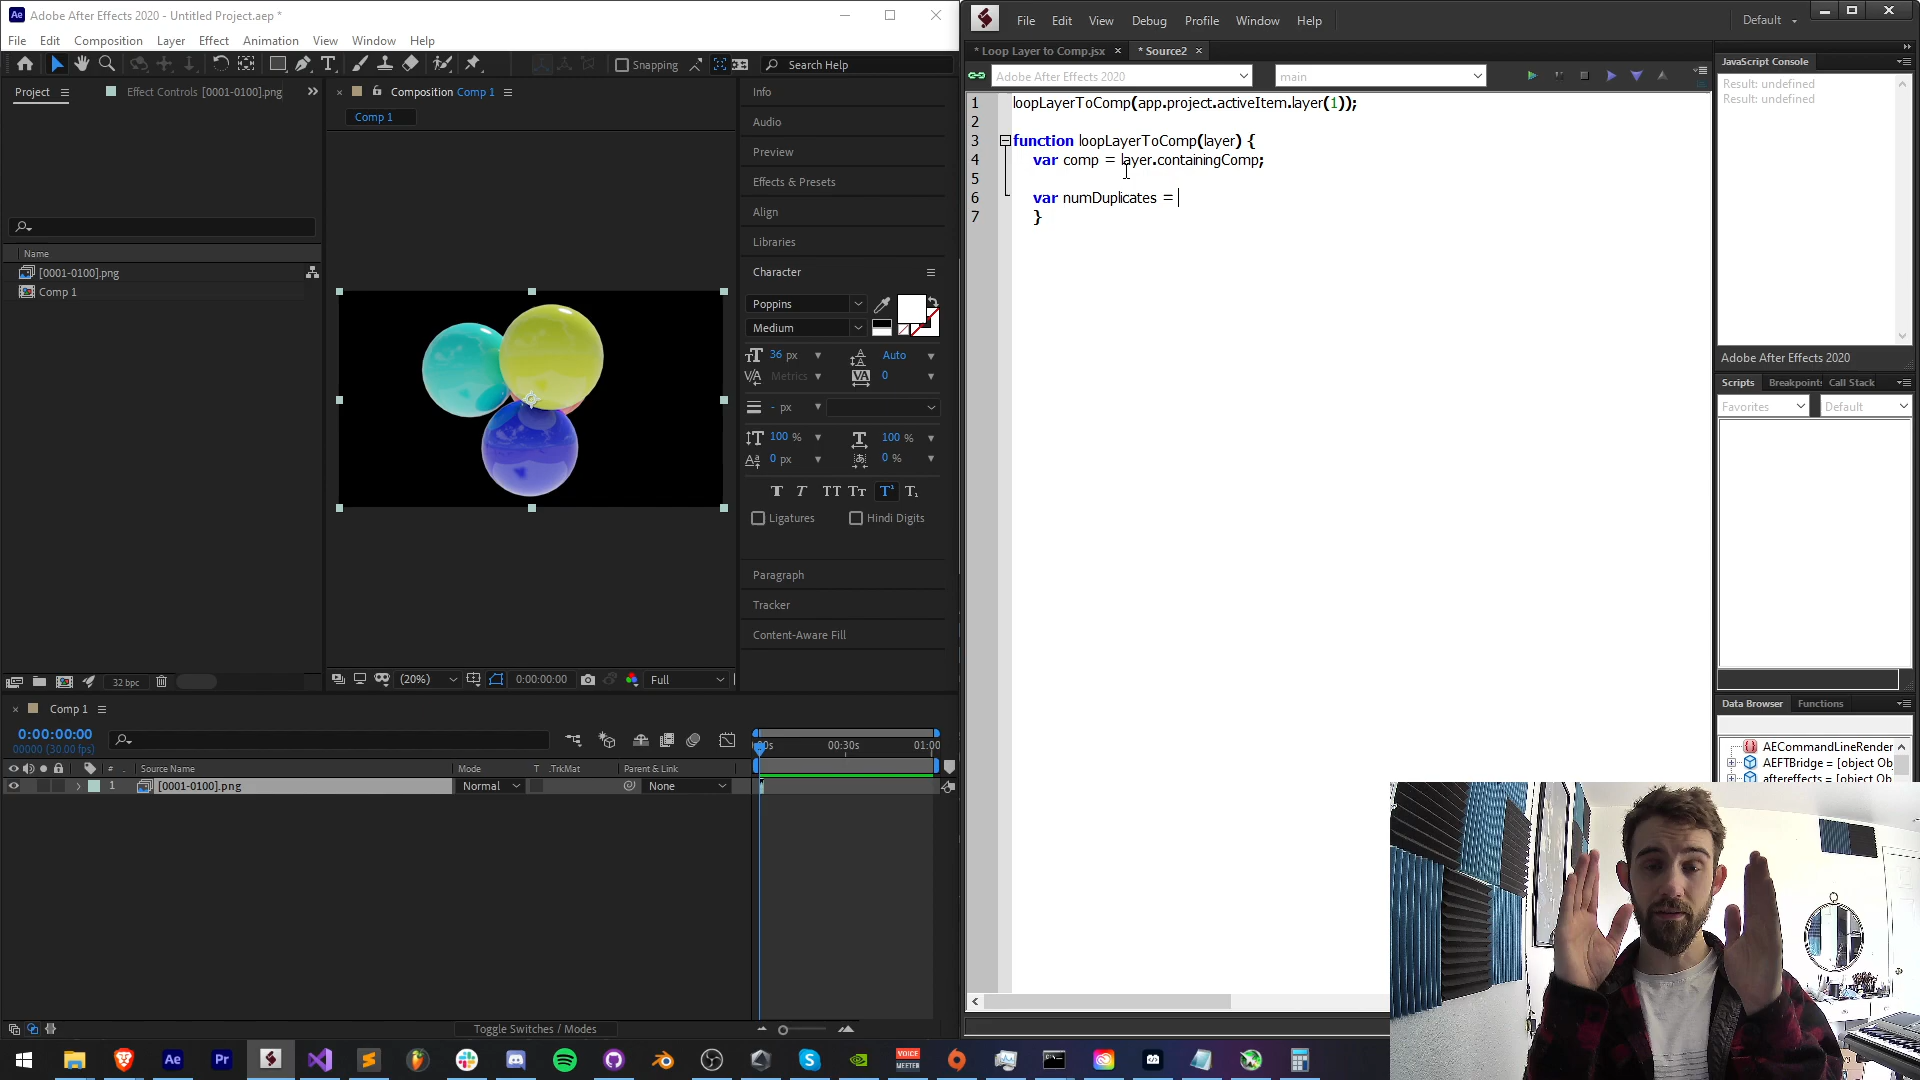 Adobe After Effects 2020 - Untitled Project.aep *
File Edit Composition Layer Effect Animation View Window Help
Snapping
Search Help
Project
Effect Controls [0001-0100].png
Composition Comp 1
Comp 1
Name
[0001-0100].png
Comp 1
32 bpc
(20%)
0:00:00:00
Full
Info
Audio
Preview
Effects & Presets
Align
Libraries
Character
Poppins
Medium
36 px
Auto
Metrics
0
- px
100 %
100 %
0 px
0 %
Ligatures
Hindi Digits
Paragraph
Tracker
Content-Aware Fill
Comp 1
0:00:00:00
00000 (30.00 fps)
00:30s
01:00
# Source Name Mode T .TrkMat Parent & Link
1 [0001-0100].png Normal None
Toggle Switches / Modes
File Edit View Debug Profile Window Help
Default
* Loop Layer to Comp.jsx
* Source2
Adobe After Effects 2020
main
1 loopLayerToComp(app.project.activeItem.layer(1));
2
3 function loopLayerToComp(layer) {
4 var comp = layer.containingComp;
5
6 var numDuplicates =
7 }
JavaScript Console
Result: undefined
Result: undefined
Adobe After Effects 2020
Scripts Breakpoints Call Stack
Favorites
Default
Data Browser Functions
AECommandLineRender
AEFTBridge = [object Ob
aftereffects = [object Ob
Ae
Pr
VOICE
MEETER